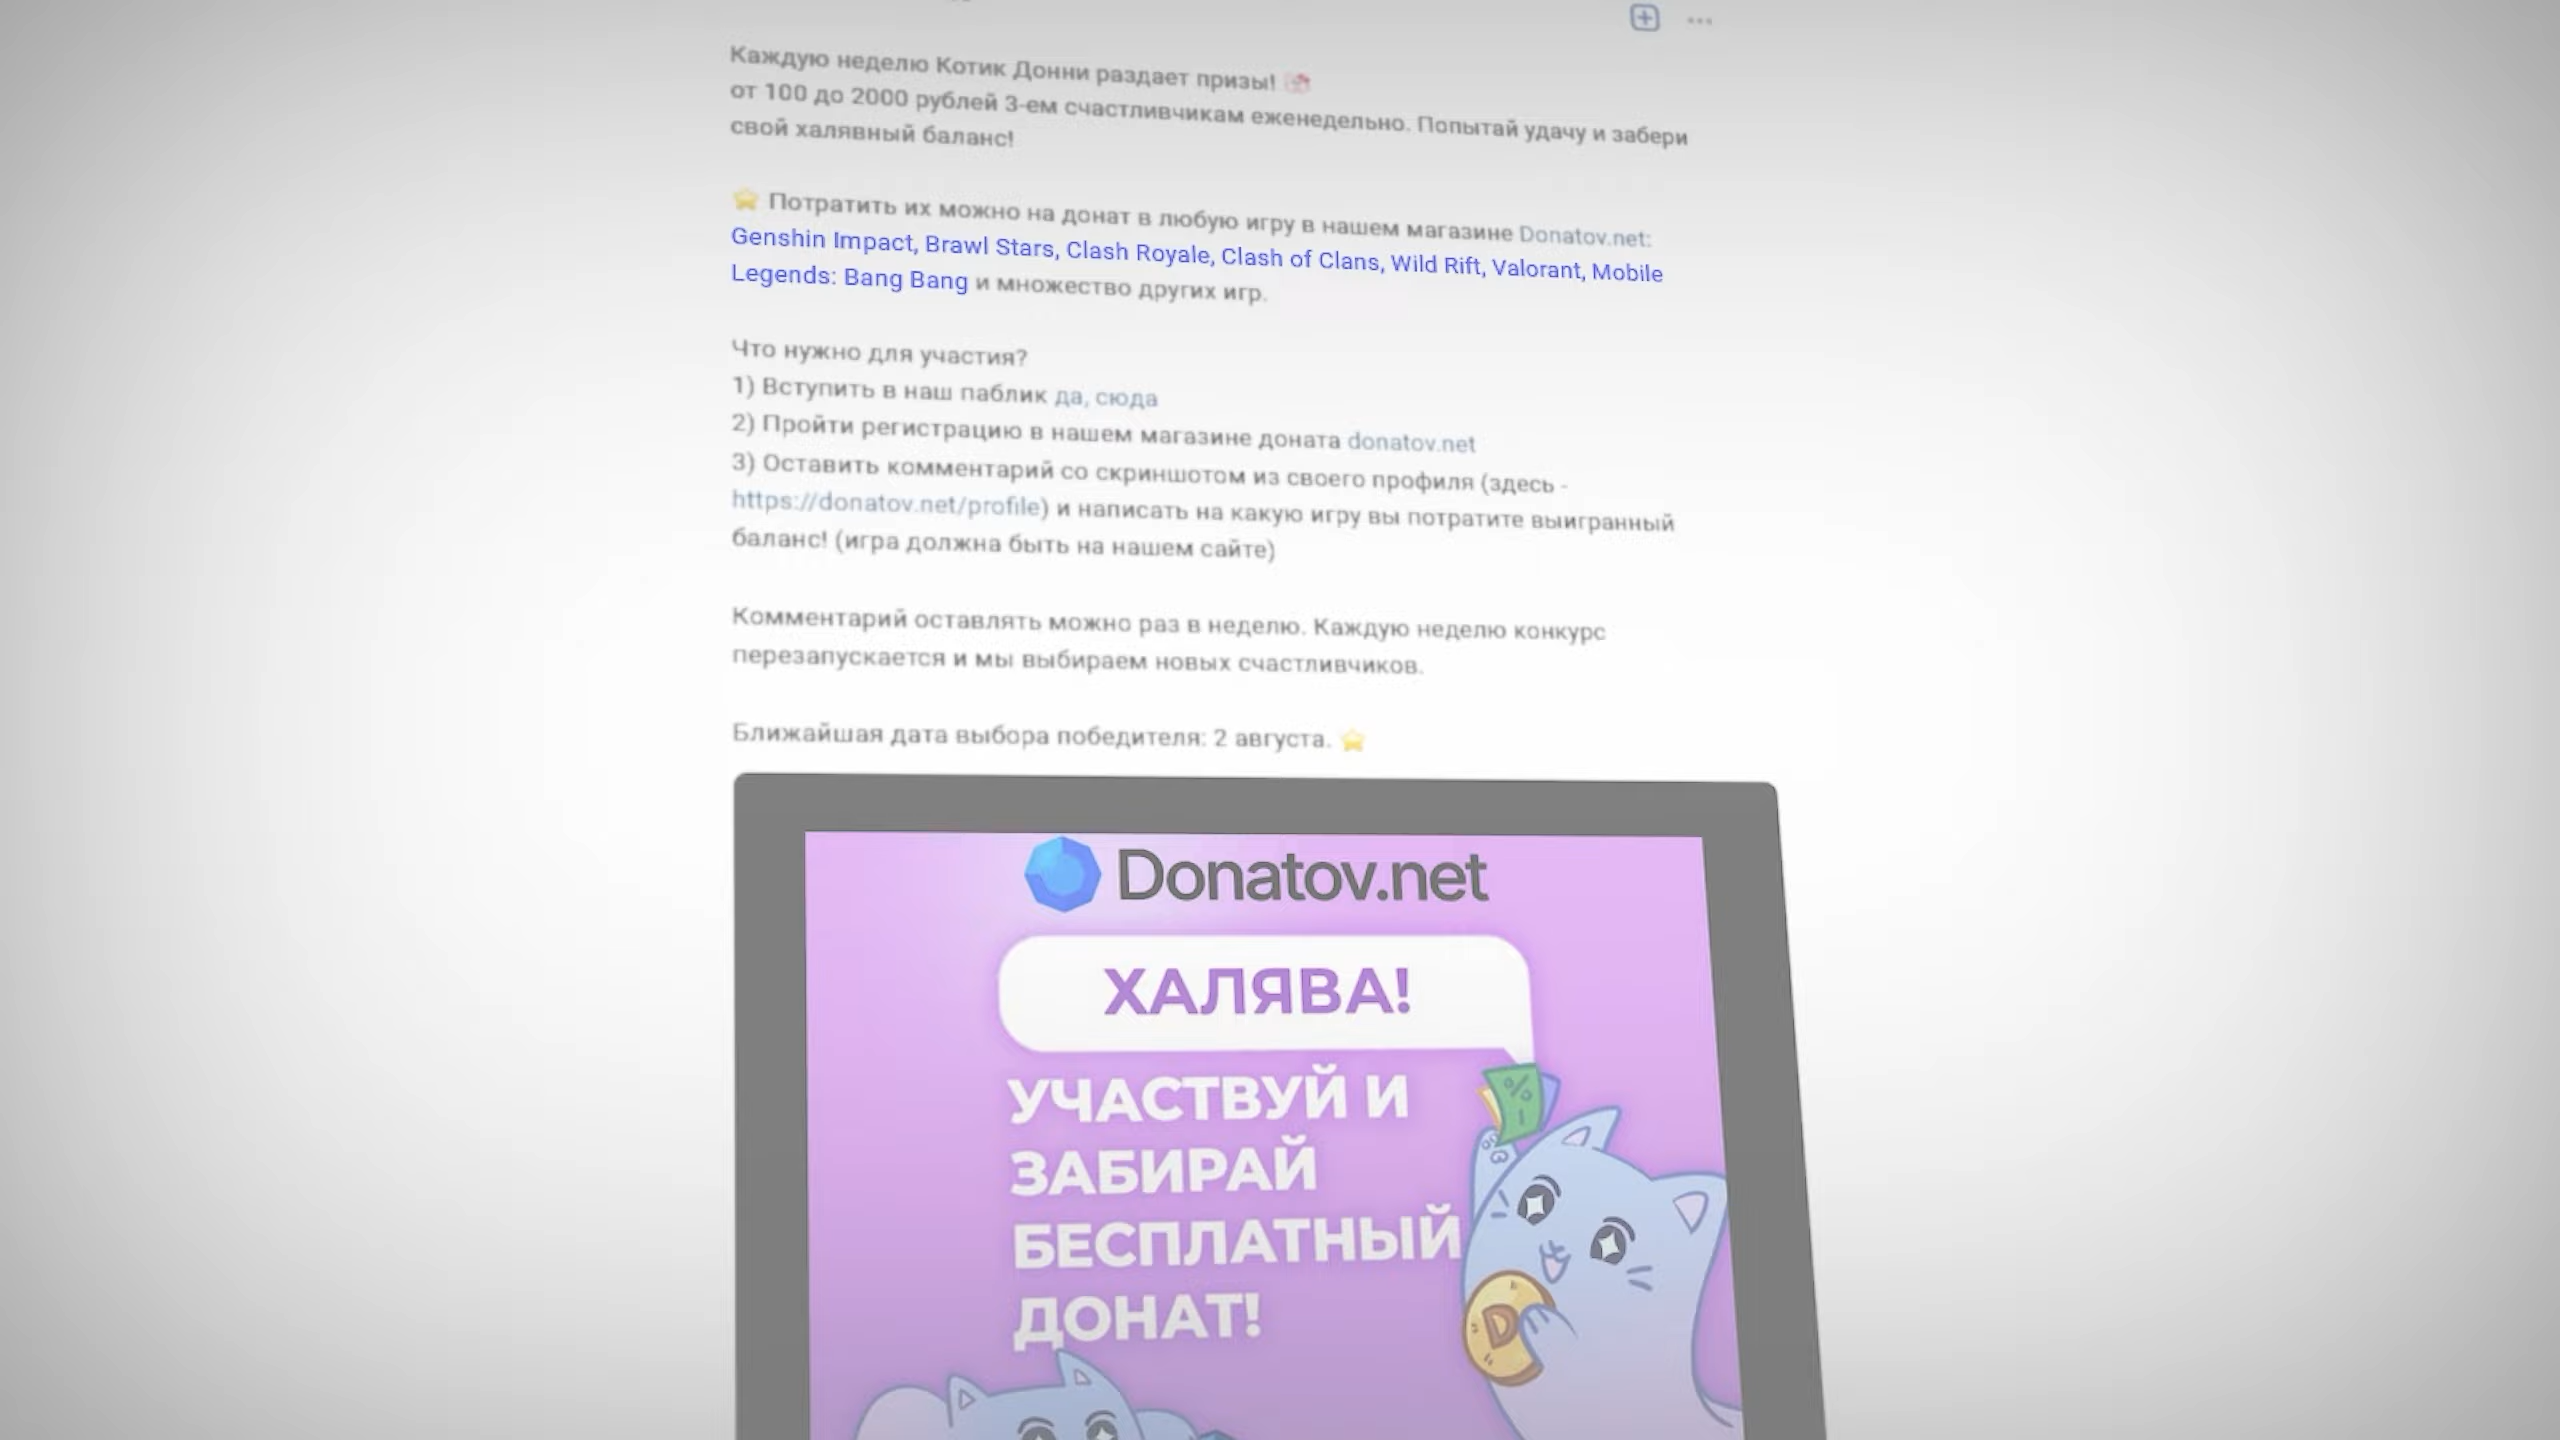 Каждую неделю Котик Донни раздает призы!
от 100 до 2000 рублей 3-ем счастливчикам еженедельно. Попытай удачу и забери
свой халявный баланс!
Потратить их можно на донат в любую игру в нашем магазине Donatov.net:
Genshin Impact, Brawl Stars, Clash Royale, Clash of Clans, Wild Rift, Valorant, Mobile
Legends: Bang Bang и множество других игр.
Что нужно для участия?
1) Вступить в наш паблик да, сюда
2) Пройти регистрацию в нашем магазине доната donatov.net
3) Оставить комментарий со скриншотом из своего профиля (здесь -
https://donatov.net/profile) и написать на какую игру вы потратите выигранный
баланс! (игра должна быть на нашем сайте)
Комментарий оставлять можно раз в неделю. Каждую неделю конкурс
перезапускается и мы выбираем новых счастливчиков.
Ближайшая дата выбора победителя: 2 августа.
Donatov.net
ХАЛЯВА!
УЧАСТВУЙ И
ЗАБИРАЙ
БЕСПЛАТНЫЙ
ДОНАТ!
%
D